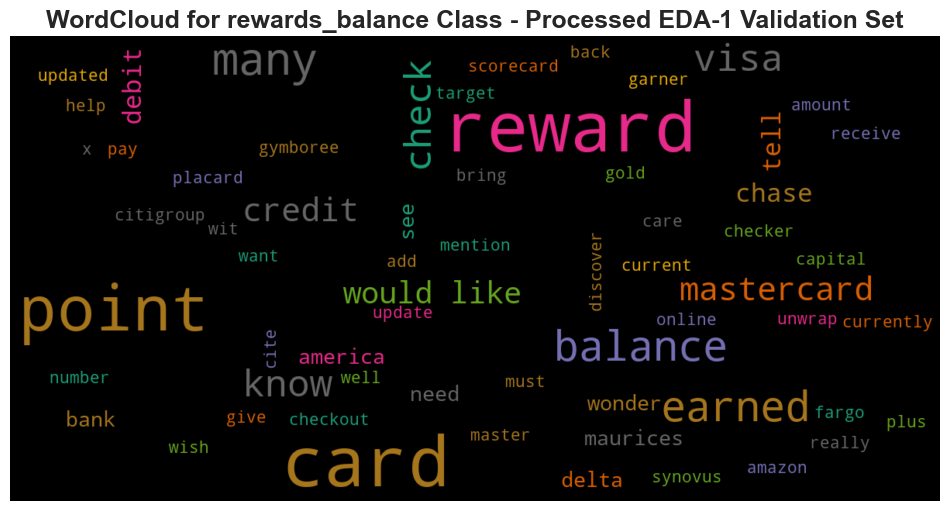 WordCloud for rewards_balance Class - Processed EDA-1 Validation Set
back
many
visa
scorecard
updated
debit
check
garner
target
help
amount
reward
tell
receive
x
pay
gymboree
placard
bring
gold
chase
citigroup
credit
see
care
wit
checker
mention
want
add
discover
current
capital
would like
mastercard
point
update
online
unwrap
currently
cite
america
balance
number
know
well
must
need
wonder
earned
bank
give
checkout
fargo
plus
master
maurices
really
wish
card
delta
synovus
amazon